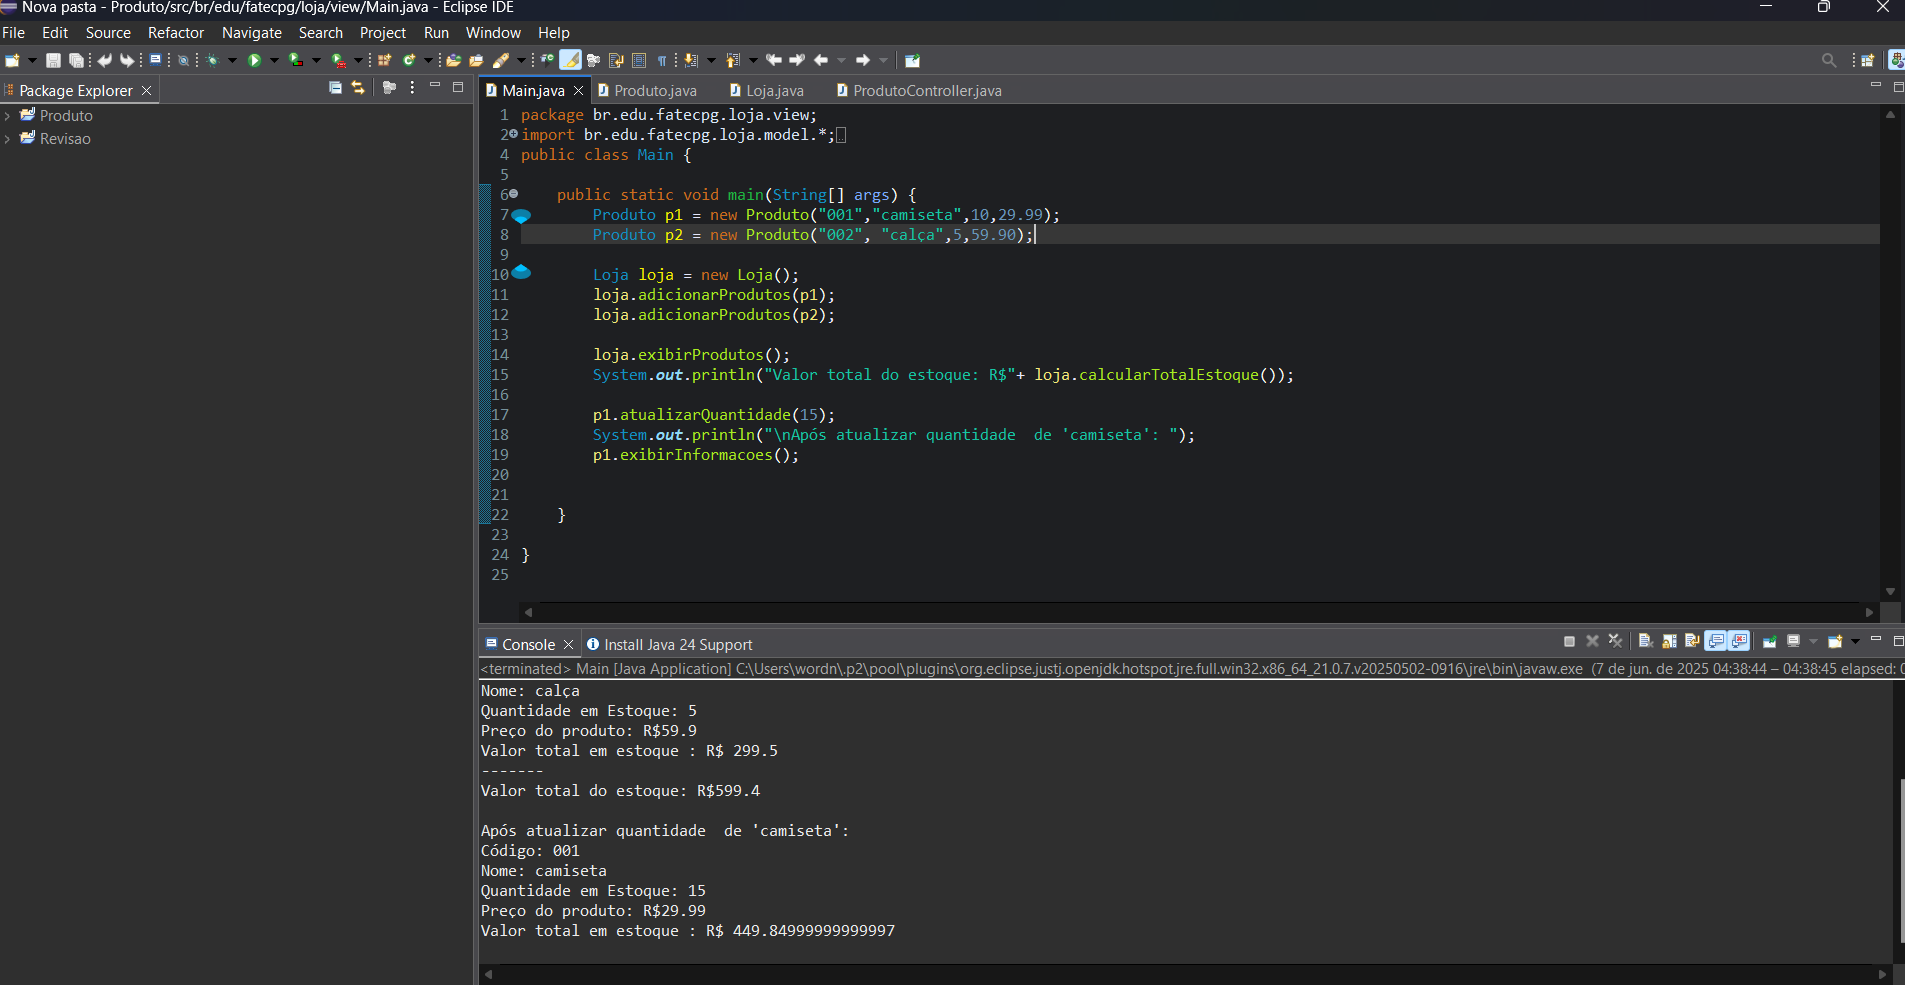 Nova pasta - Produto/src/br/edu/fatecpg/loja/view/Main.java - Eclipse IDE
File Edit Source Refactor Navigate Search Project Run Window Help
Package Explorer
Produto
Revisao
Main.java Produto.java Loja.java ProdutoController.java
1 package br.edu.fatecpg.loja.view;
2 import br.edu.fatecpg.loja.model.*;
4 public class Main {
5
6 public static void main(String[] args) {
7 Produto p1 = new Produto("001","camiseta",10,29.99);
8 Produto p2 = new Produto("002", "calça",5,59.90);
9
10 Loja loja = new Loja();
11 loja.adicionarProdutos(p1);
12 loja.adicionarProdutos(p2);
13
14 loja.exibirProdutos();
15 System.out.println("Valor total do estoque: R$"+ loja.calcularTotalEstoque());
16
17 p1.atualizarQuantidade(15);
18 System.out.println("\nApós atualizar quantidade  de 'camiseta': ");
19 p1.exibirInformacoes();
20
21
22 }
23
24 }
25
Console Install Java 24 Support
<terminated> Main [Java Application] C:\Users\wordn\.p2\pool\plugins\org.eclipse.justj.openjdk.hotspot.jre.full.win32.x86_64_21.0.7.v20250502-0916\jre\bin\javaw.exe (7 de jun. de 2025 04:38:44 – 04:38:45 elapsed: 0
Nome: calça
Quantidade em Estoque: 5
Preço do produto: R$59.9
Valor total em estoque : R$ 299.5
-------
Valor total do estoque: R$599.4
Após atualizar quantidade  de 'camiseta':
Código: 001
Nome: camiseta
Quantidade em Estoque: 15
Preço do produto: R$29.99
Valor total em estoque : R$ 449.84999999999997